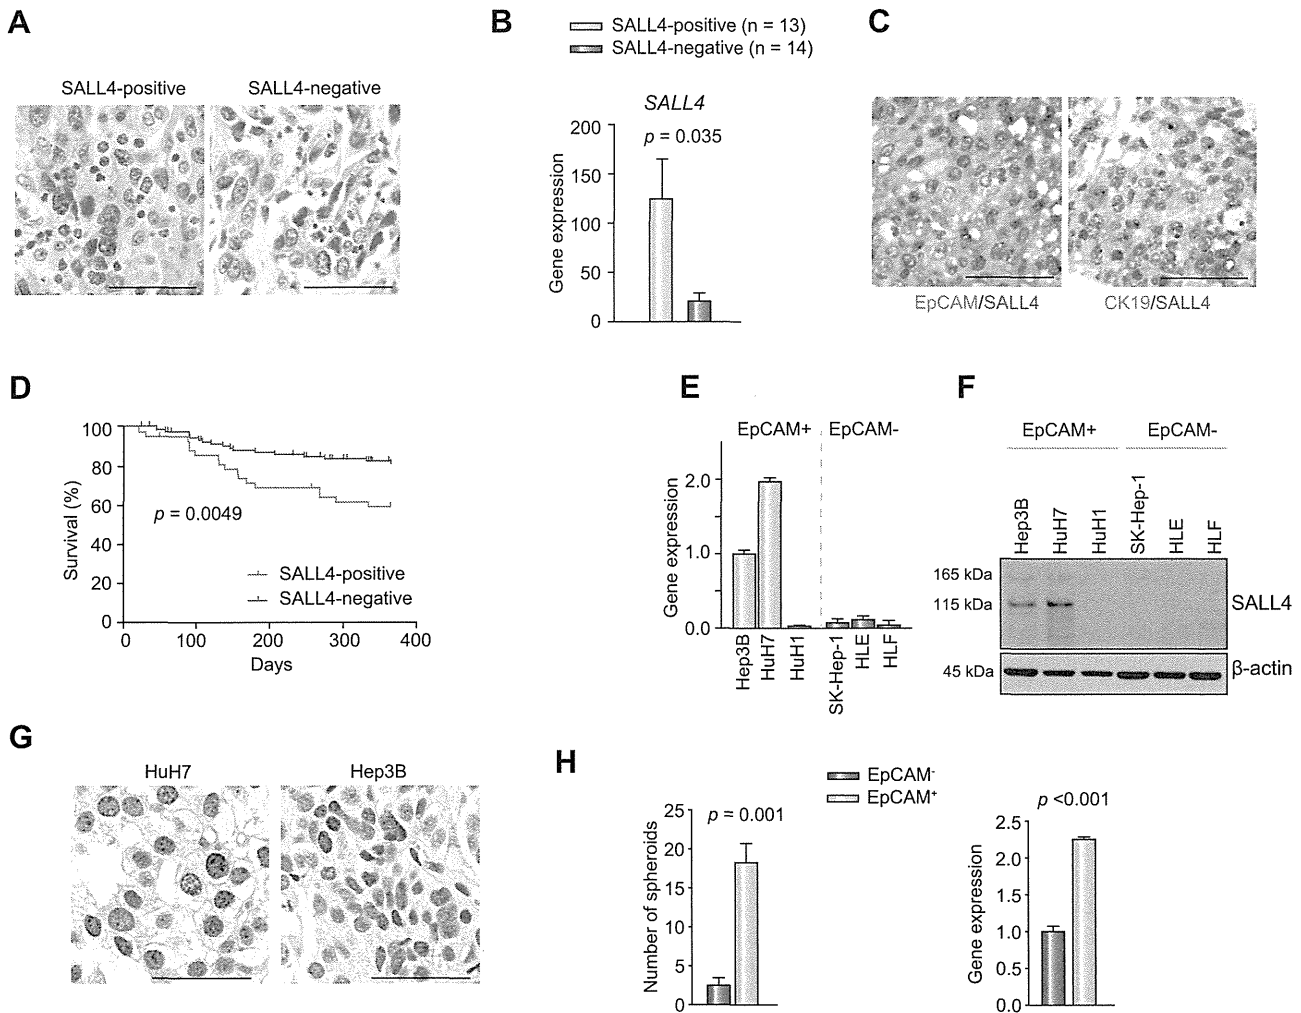 A
SALL4-positive
SALL4-negative
B
SALL4-positive (n = 13)
SALL4-negative (n = 14)
SALL4
p = 0.035
Gene expression
200
150
100
50
0
C
EpCAM/SALL4
CK19/SALL4
D
Survival (%)
100
80
60
40
20
0
p = 0.0049
SALL4-positive
SALL4-negative
0
100
200
300
400
Days
E
EpCAM+
EpCAM-
Gene expression
2.0
1.0
0.0
Hep3B
HuH7
HuH1
SK-Hep-1
HLE
HLF
F
EpCAM+
EpCAM-
Hep3B
HuH7
HuH1
SK-Hep-1
HLE
HLF
165 kDa
115 kDa
SALL4
45 kDa
β-actin
G
HuH7
Hep3B
H
EpCAM-
EpCAM+
Number of spheroids
25
20
15
10
5
0
p = 0.001
p <0.001
Gene expression
2.5
2.0
1.5
1.0
0.5
0.0